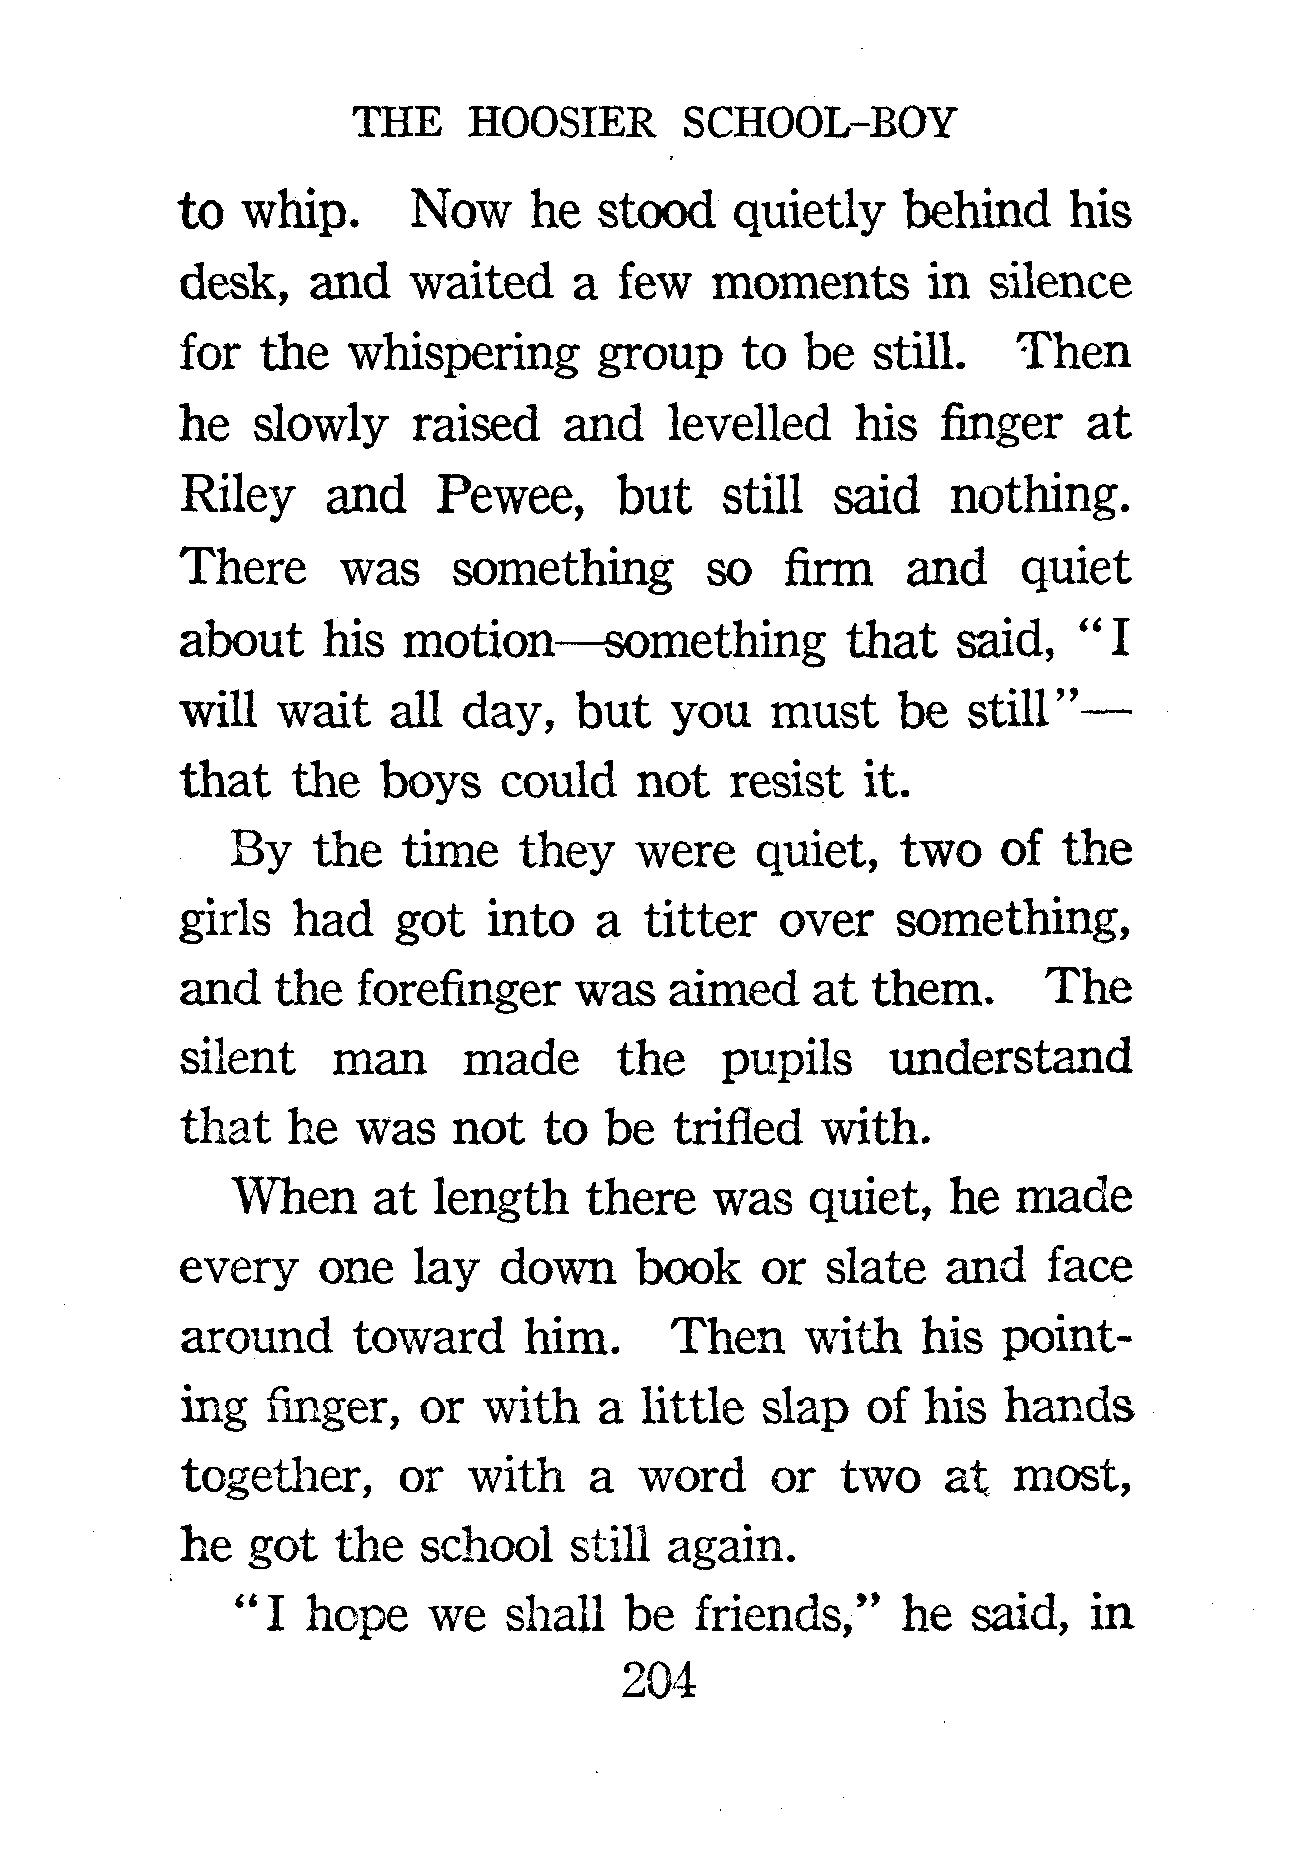 THE HOOSIER SCHOOL-BOY
to whip. Now he stood quietly behind his
desk, and waited a few moments in silence
for the whispering group to be still. Then
he slowly raised and levelled his finger at
Riley and Pewee, but still said nothing.
There was something so firm and quiet
about his motion—something that said, "I
will wait all day, but you must be still"—
that the boys could not resist it.
By the time they were quiet, two of the
girls had got into a titter over something,
and the forefinger was aimed at them. The
silent man made the pupils understand
that he was not to be trifled with.
When at length there was quiet, he made
every one lay down book or slate and face
around toward him. Then with his point-
ing finger, or with a little slap of his hands
together, or with a word or two at most,
he got the school still again.
"I hope we shall be friends," he said, in
204